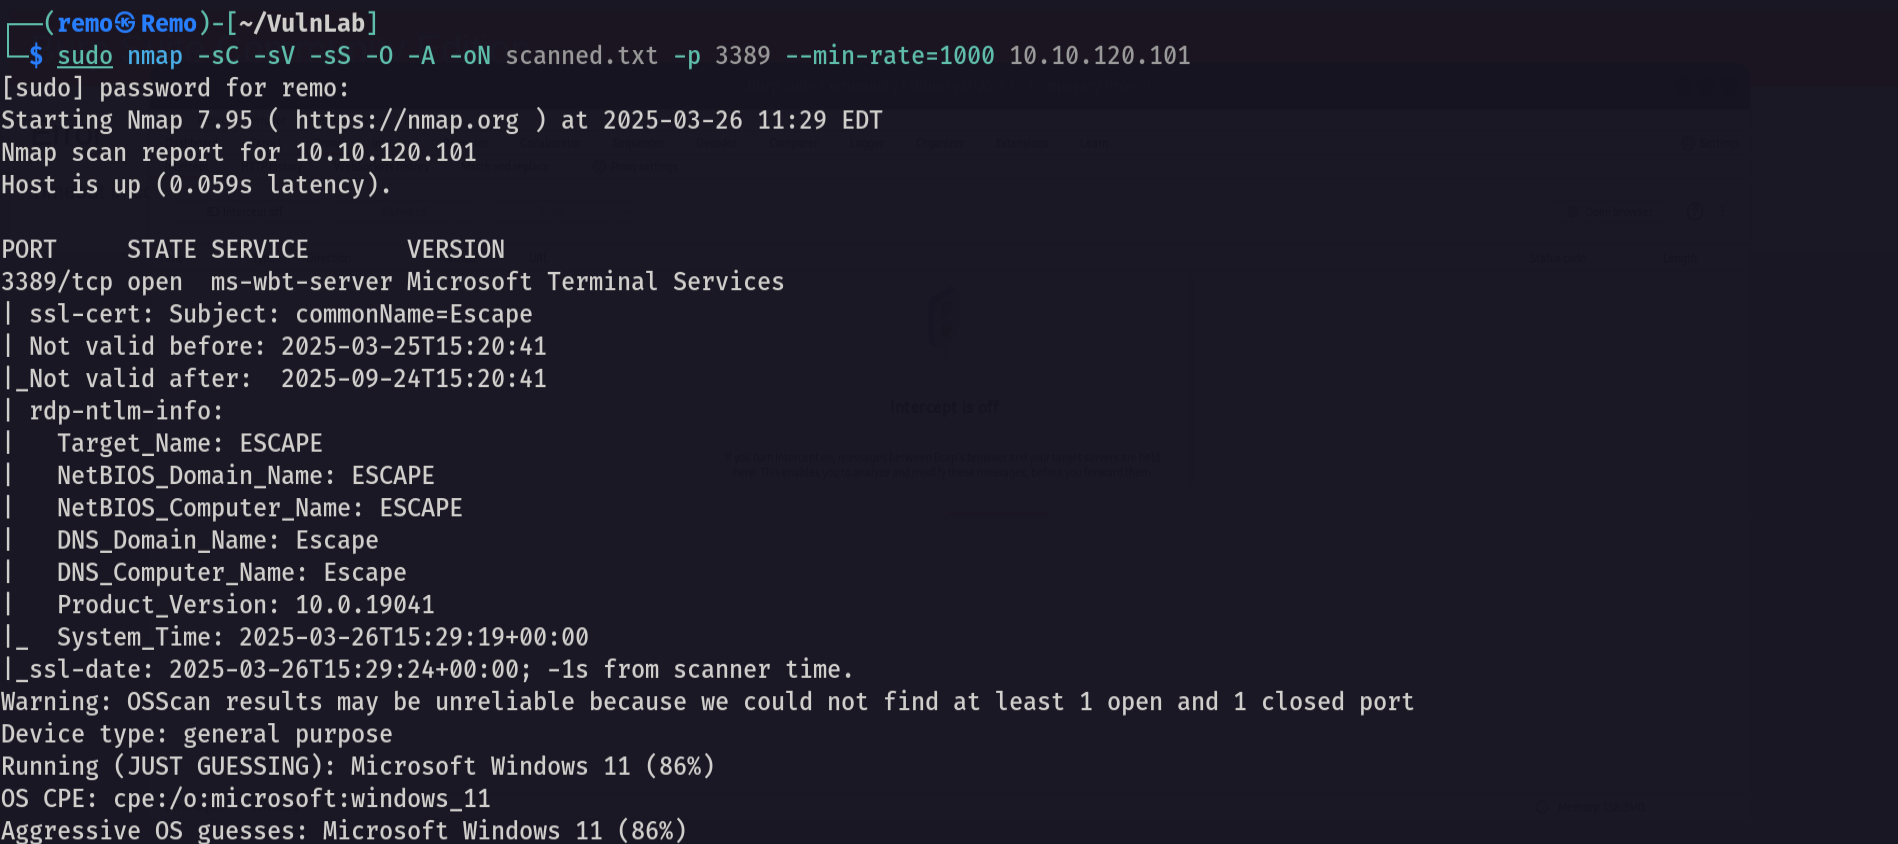 ┌──(remo㉿Remo)-[~/VulnLab]
└─$ sudo nmap -sC -sV -sS -O -A -oN scanned.txt -p 3389 --min-rate=1000 10.10.120.101
[sudo] password for remo:
Starting Nmap 7.95 ( https://nmap.org ) at 2025-03-26 11:29 EDT
Nmap scan report for 10.10.120.101
Host is up (0.059s latency).

PORT     STATE SERVICE       VERSION
3389/tcp open  ms-wbt-server Microsoft Terminal Services
| ssl-cert: Subject: commonName=Escape
| Not valid before: 2025-03-25T15:20:41
|_Not valid after:  2025-09-24T15:20:41
| rdp-ntlm-info:
|   Target_Name: ESCAPE
|   NetBIOS_Domain_Name: ESCAPE
|   NetBIOS_Computer_Name: ESCAPE
|   DNS_Domain_Name: Escape
|   DNS_Computer_Name: Escape
|   Product_Version: 10.0.19041
|_  System_Time: 2025-03-26T15:29:19+00:00
|_ssl-date: 2025-03-26T15:29:24+00:00; -1s from scanner time.
Warning: OSScan results may be unreliable because we could not find at least 1 open and 1 closed port
Device type: general purpose
Running (JUST GUESSING): Microsoft Windows 11 (86%)
OS CPE: cpe:/o:microsoft:windows_11
Aggressive OS guesses: Microsoft Windows 11 (86%)
Intercept is off